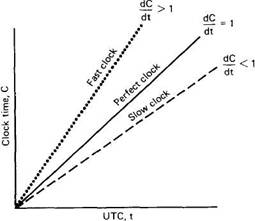 dC/dt > 1
dC/dt = 1
dC/dt < 1
Fast clock
Perfect clock
Slow clock
Clock time, C
UTC, t